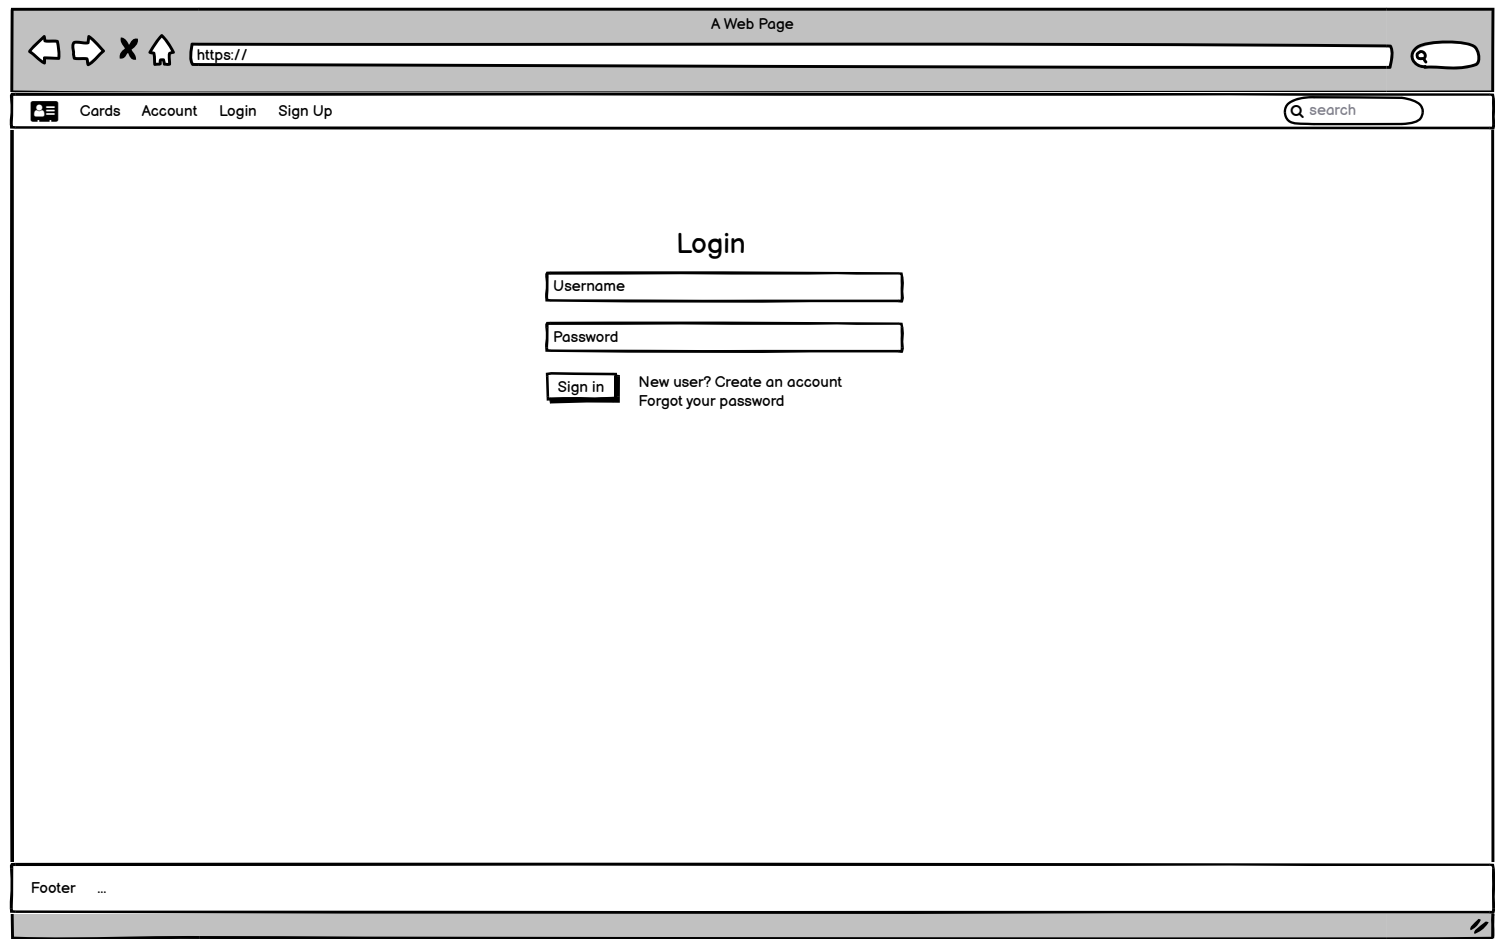 A Web Page
https://
Cards Account Login Sign Up search
Login
Username
Password
Sign in
New user? Create an account
Forgot your password
Footer ...